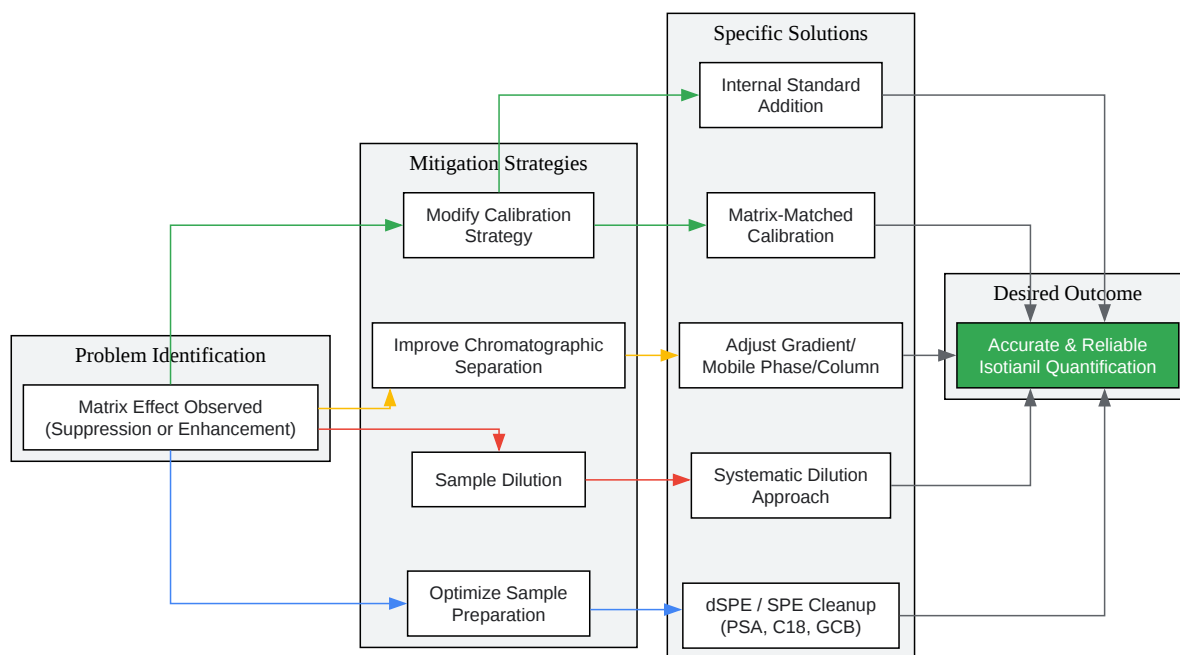 Problem Identification
Matrix Effect Observed
(Suppression or Enhancement)
Mitigation Strategies
Modify Calibration
Strategy
Improve Chromatographic
Separation
Sample Dilution
Optimize Sample
Preparation
Specific Solutions
Internal Standard
Addition
Matrix-Matched
Calibration
Adjust Gradient/
Mobile Phase/Column
Systematic Dilution
Approach
dSPE / SPE Cleanup
(PSA, C18, GCB)
Desired Outcome
Accurate & Reliable
Isotianil Quantification